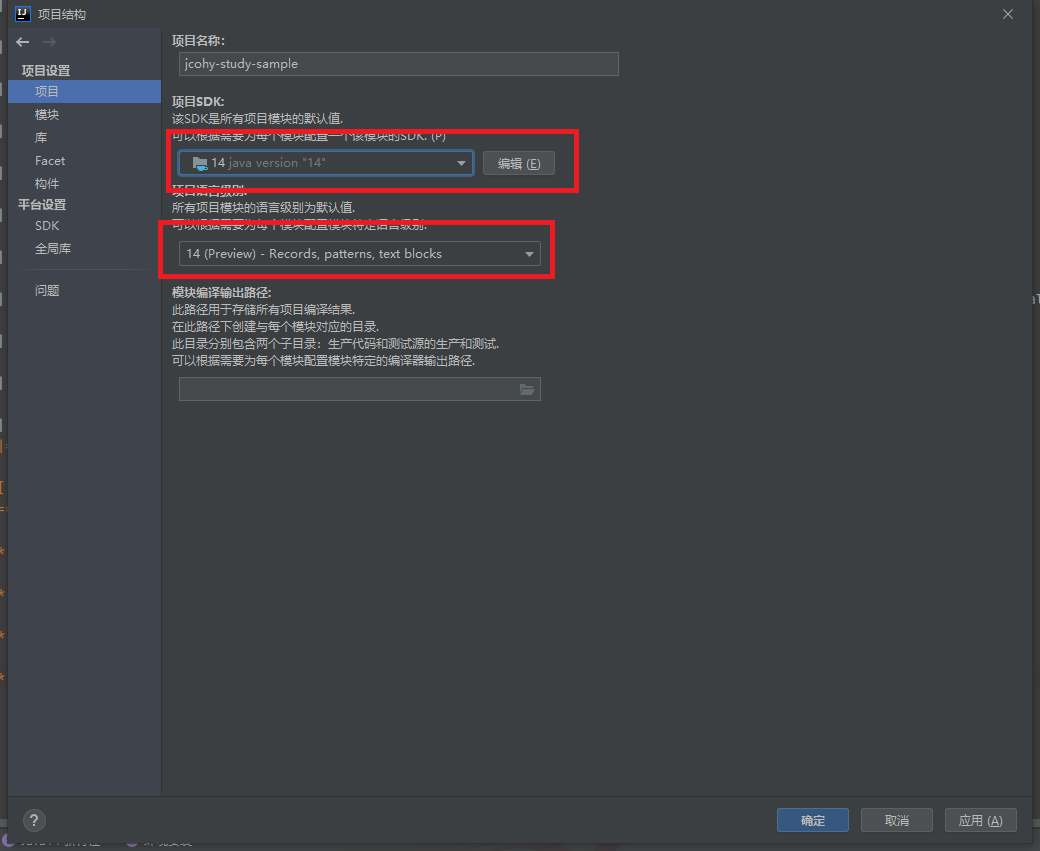 项目结构
项目设置
项目
模块
库
Facet
构件
平台设置
SDK
全局库
问题
项目名称:
jcohy-study-sample
项目SDK:
该SDK是所有项目模块的默认值.
可以根据需要为每个模块配置一个该模块的SDK. (P)
14 java version "14"
编辑 (E)
项目语言级别:
所有项目模块的语言级别为默认值.
可以根据需要为每个模块配置模块特定语言级别.
14 (Preview) - Records, patterns, text blocks
模块编译输出路径:
此路径用于存储所有项目编译结果.
在此路径下创建与每个模块对应的目录.
此目录分别包含两个子目录：生产代码和测试源的生产和测试.
可以根据需要为每个模块配置模块特定的编译器输出路径.
?
确定
取消
应用 (A)